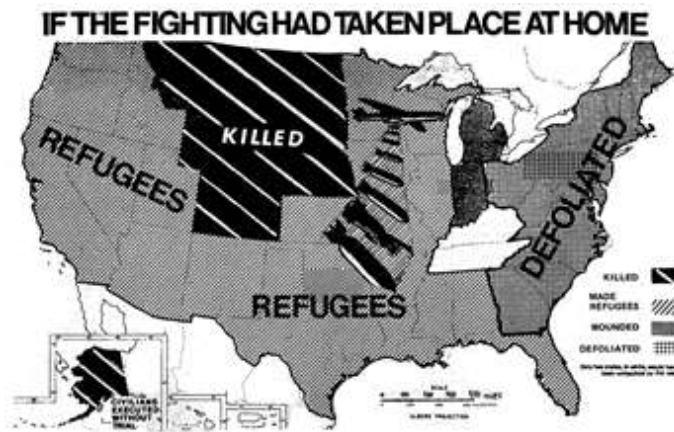 IF THE FIGHTING HAD TAKEN PLACE AT HOME
KILLED
REFUGEES
DEFOLIATED
REFUGEES
KILLED
MADE
REFUGEES
WOUNDED
DEFOLIATED
SCALE
CIVILIANS
EXECUTED
WITHOUT
TRIAL